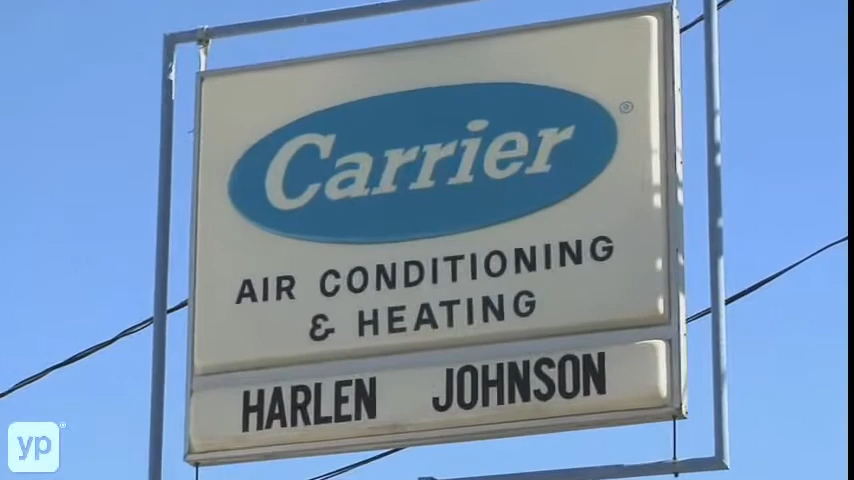 Carrier ®
AIR CONDITIONING
& HEATING
HARLEN JOHNSON
yp